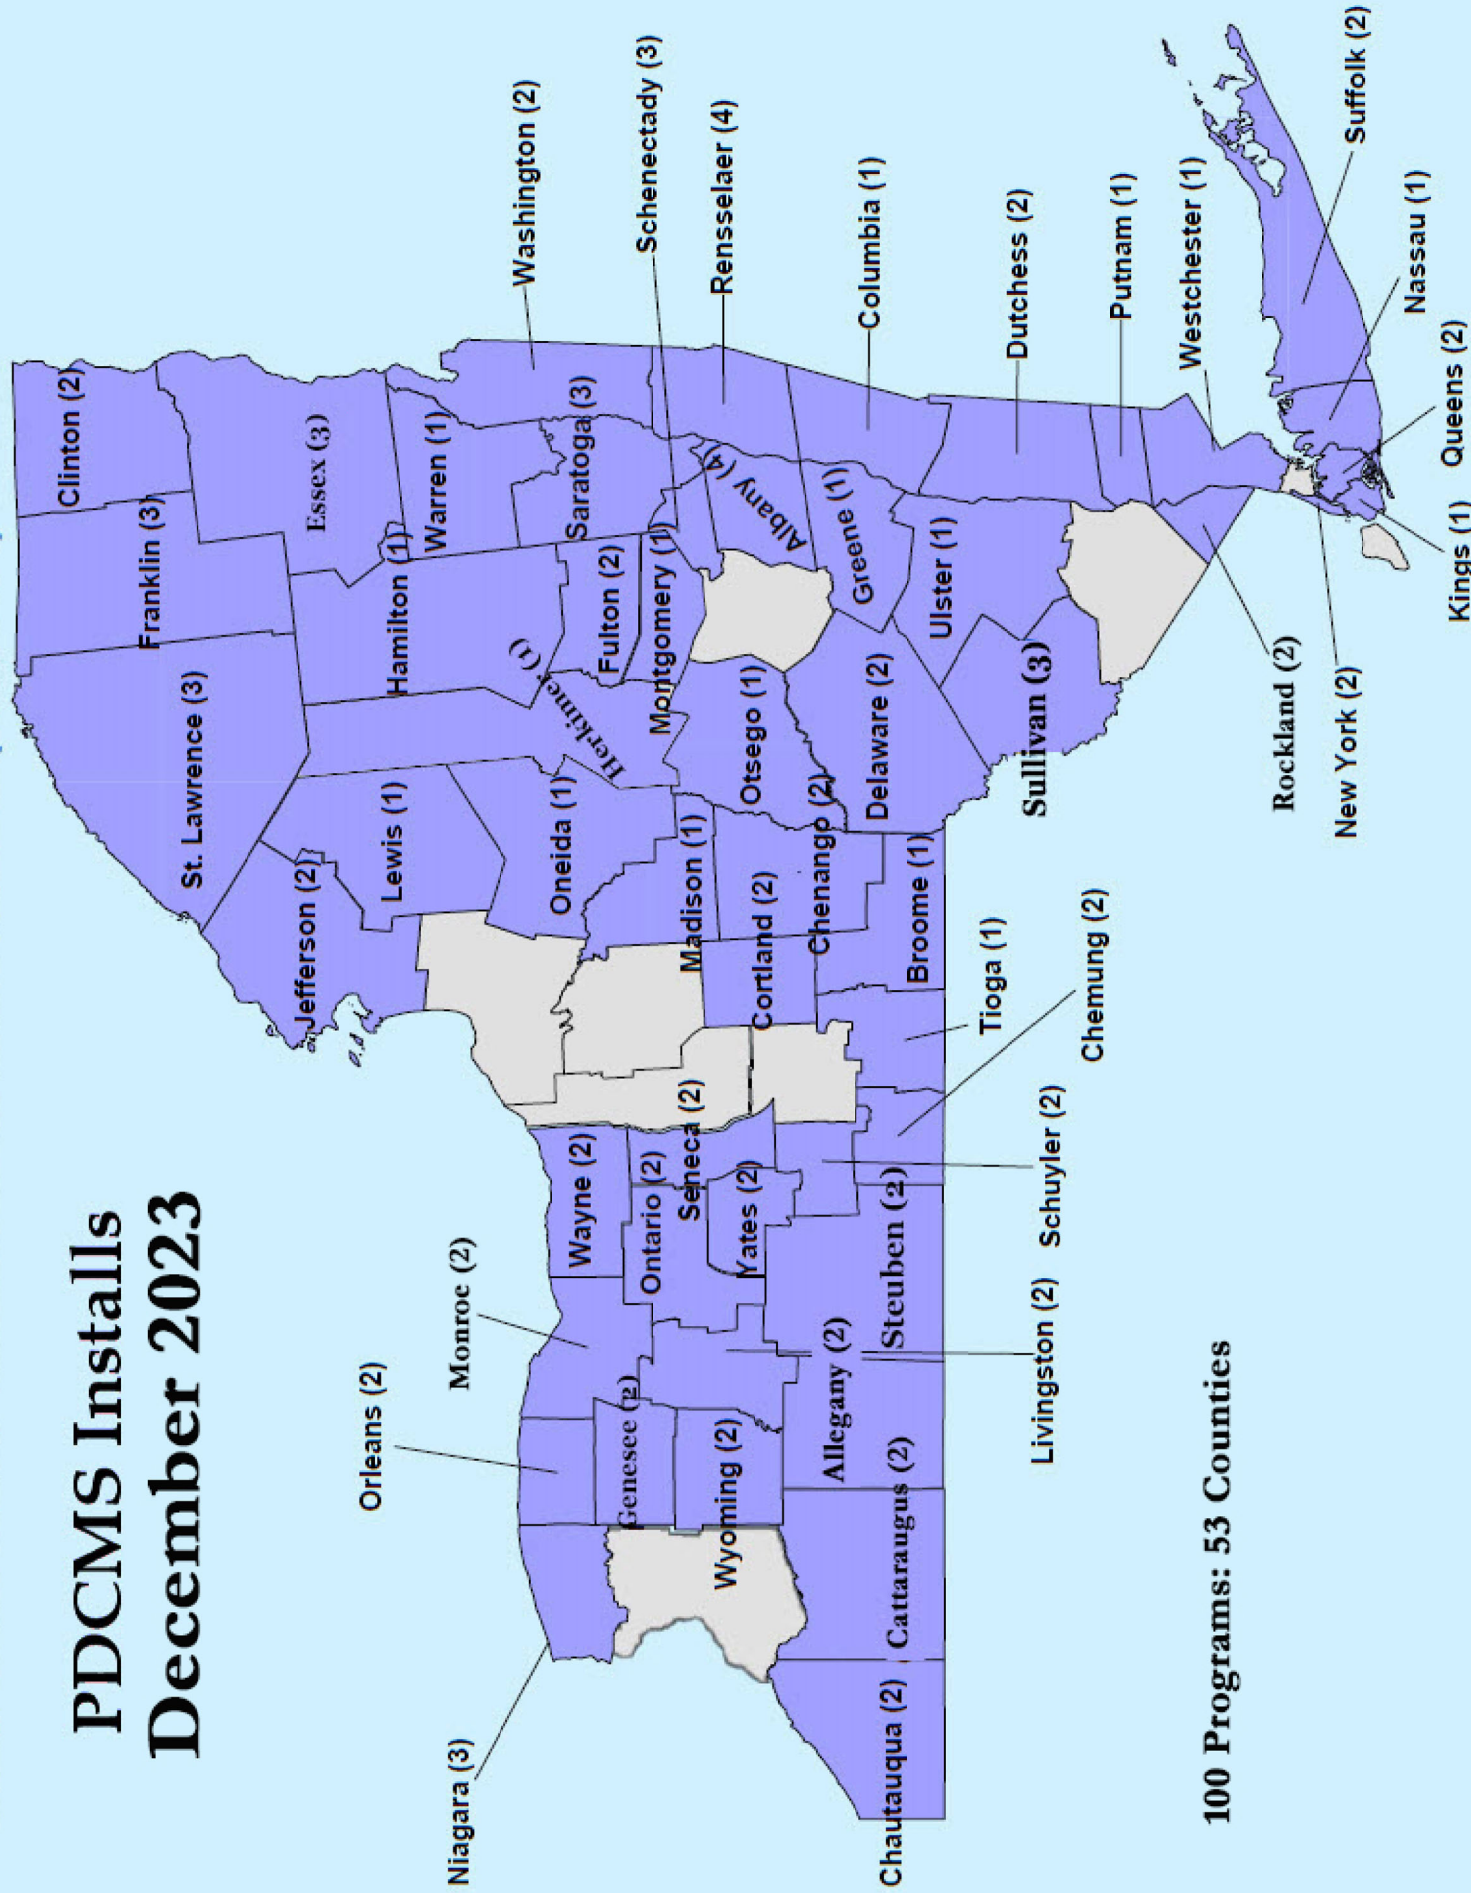 PDCMS Installs
December 2023
Clinton (2)
Franklin (3)
St. Lawrence (3)
Essex (3)
Jefferson (2)
Lewis (1)
Hamilton (1)
Warren (1)
Washington (2)
Herkimer (1)
Oneida (1)
Fulton (2)
Saratoga (3)
Montgomery (1)
Schenectady (3)
Rensselaer (4)
Albany (4)
Niagara (3)
Orleans (2)
Monroe (2)
Wayne (2)
Genesee (2)
Ontario (2)
Seneca (2)
Yates (2)
Wyoming (2)
Madison (1)
Cortland (2)
Chenango (2)
Otsego (1)
Delaware (2)
Greene (1)
Columbia (1)
Ulster (1)
Dutchess (2)
Chautauqua (2)
Cattaraugus (2)
Allegany (2)
Steuben (2)
Broome (1)
Tioga (1)
Chemung (2)
Schuyler (2)
Livingston (2)
Sullivan (3)
Putnam (1)
Westchester (1)
Rockland (2)
New York (2)
Suffolk (2)
Nassau (1)
Queens (2)
Kings (1)
100 Programs: 53 Counties